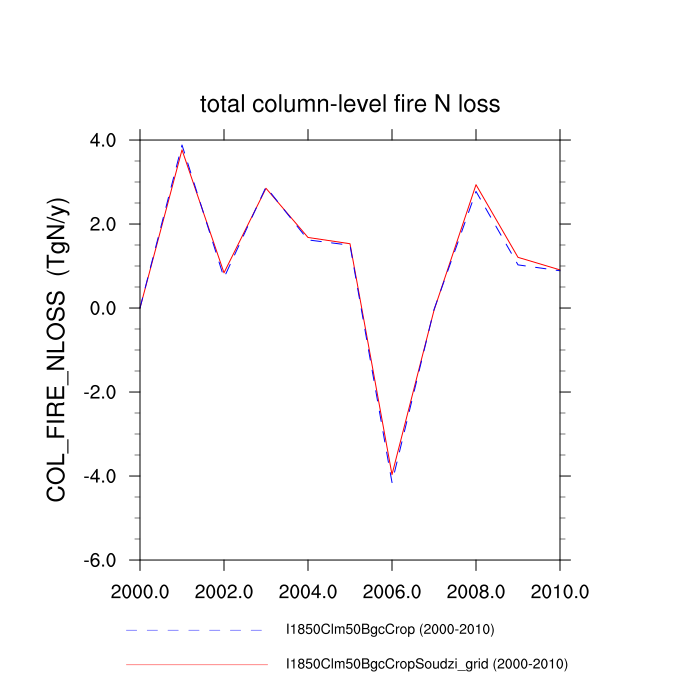 total column-level fire N loss
COL_FIRE_NLOSS (TgN/y)
4.0
2.0
0.0
-2.0
-4.0
-6.0
2000.0 2002.0 2004.0 2006.0 2008.0 2010.0
I1850Clm50BgcCrop (2000-2010)
I1850Clm50BgcCropSoudzi_grid (2000-2010)